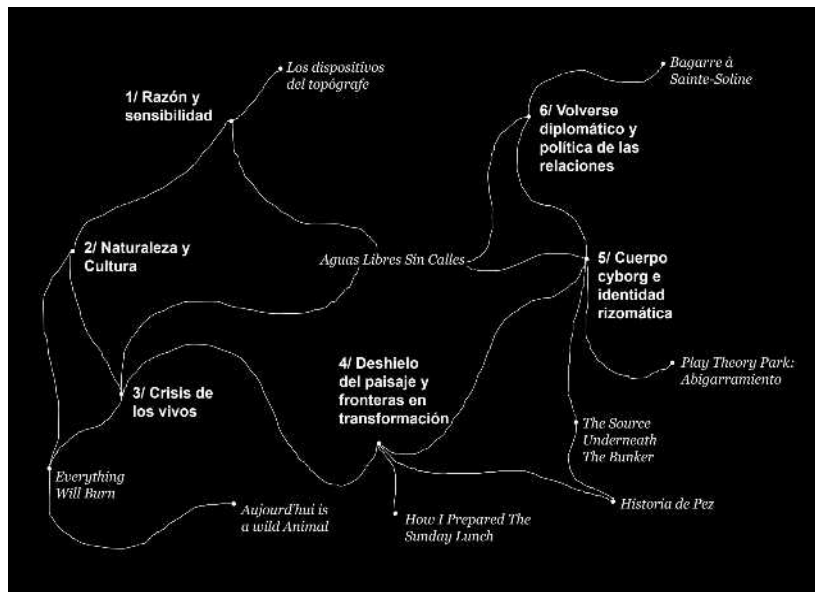 Los dispositivos
del topógrafe
1/ Razón y
sensibilidad
Bagarre à
Sainte-Soline
6/ Volverse
diplomático y
política de las
relaciones
2/ Naturaleza y
Cultura
Aguas Libres Sin Calles
5/ Cuerpo
cyborg e
identidad
rizomática
3/ Crisis de
los vivos
4/ Deshielo
del paisaje y
fronteras en
transformación
Play Theory Park:
Abigarramiento
The Source
Underneath
The Bunker
Everything
Will Burn
Aujourd'hui is
a wild Animal
How I Prepared The
Sunday Lunch
Historia de Pez